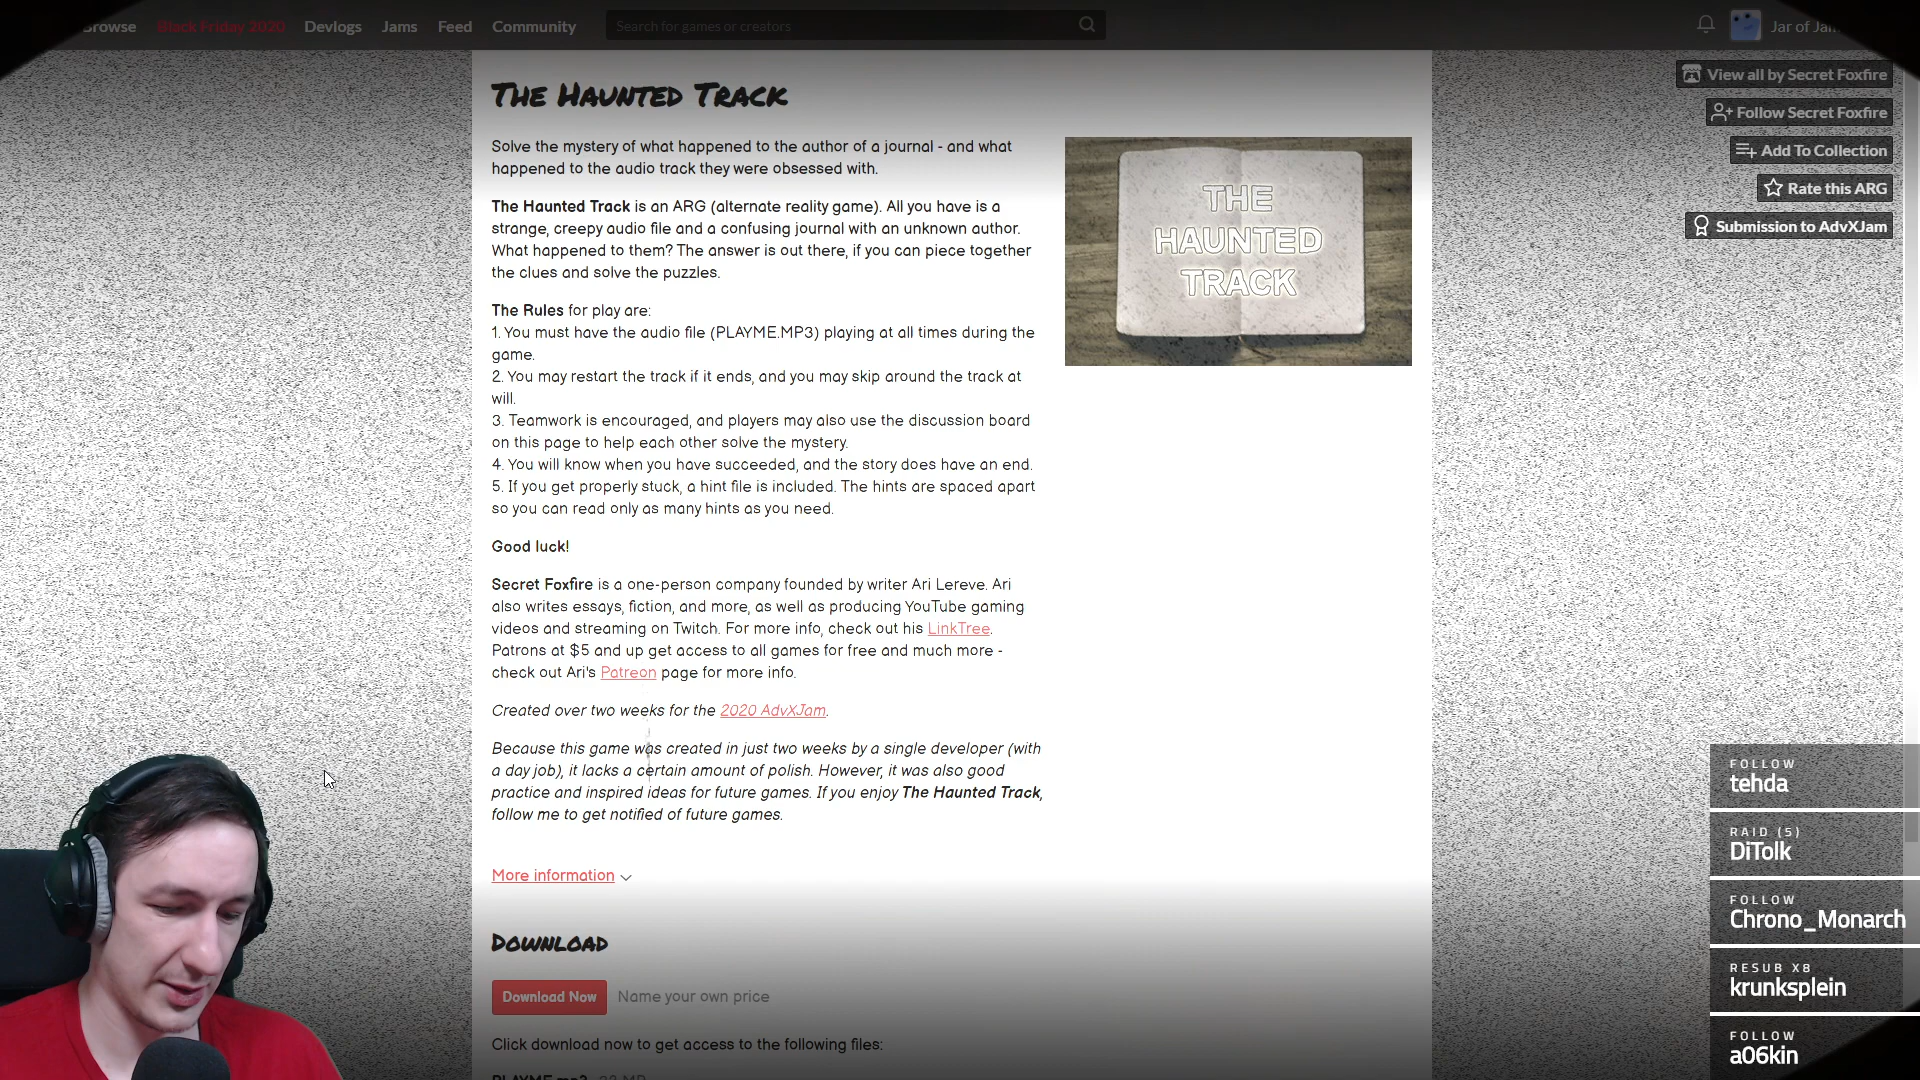 Browse Black Friday 2020 Devlogs Jams Feed Community Search for games or creators
View all by Secret Foxfire
Follow Secret Foxfire
Add To Collection
Rate this ARG
Submission to AdvXJam
The Haunted Track
Solve the mystery of what happened to the author of a journal - and what
happened to the audio track they were obsessed with.
The Haunted Track is an ARG (alternate reality game). All you have is a
strange, creepy audio file and a confusing journal with an unknown author.
What happened to them? The answer is out there, if you can piece together
the clues and solve the puzzles.
THE
HAUNTED
TRACK
The Rules for play are:
1. You must have the audio file (PLAYME.MP3) playing at all times during the
game.
2. You may restart the track if it ends, and you may skip around the track at
will.
3. Teamwork is encouraged, and players may also use the discussion board
on this page to help each other solve the mystery.
4. You will know when you have succeeded, and the story does have an end.
5. If you get properly stuck, a hint file is included. The hints are spaced apart
so you can read only as many hints as you need.
Good luck!
Secret Foxfire is a one-person company founded by writer Ari Lereve. Ari
also writes essays, fiction, and more, as well as producing YouTube gaming
videos and streaming on Twitch. For more info, check out his LinkTree.
Patrons at $5 and up get access to all games for free and much more -
check out Ari's Patreon page for more info.
Created over two weeks for the 2020 AdvXJam.
Because this game was created in just two weeks by a single developer (with
a day job), it lacks a certain amount of polish. However, it was also good
practice and inspired ideas for future games. If you enjoy The Haunted Track,
follow me to get notified of future games.
More information
Download
Download Now Name your own price
Click download now to get access to the following files:
PLAYME.mp3
FOLLOW
tehda
RAID (5)
DiTolk
FOLLOW
Chrono_Monarch
RESUB X8
krunksplein
FOLLOW
a06kin